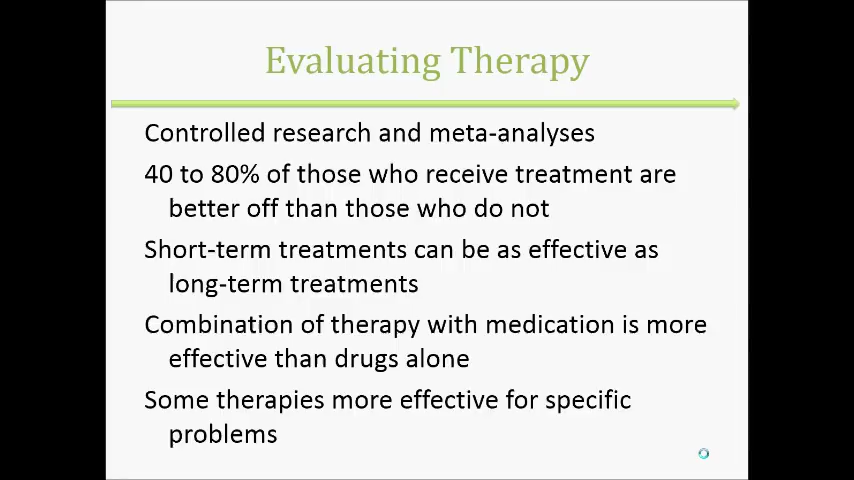 Evaluating Therapy
Controlled research and meta-analyses
40 to 80% of those who receive treatment are
better off than those who do not
Short-term treatments can be as effective as
long-term treatments
Combination of therapy with medication is more
effective than drugs alone
Some therapies more effective for specific
problems